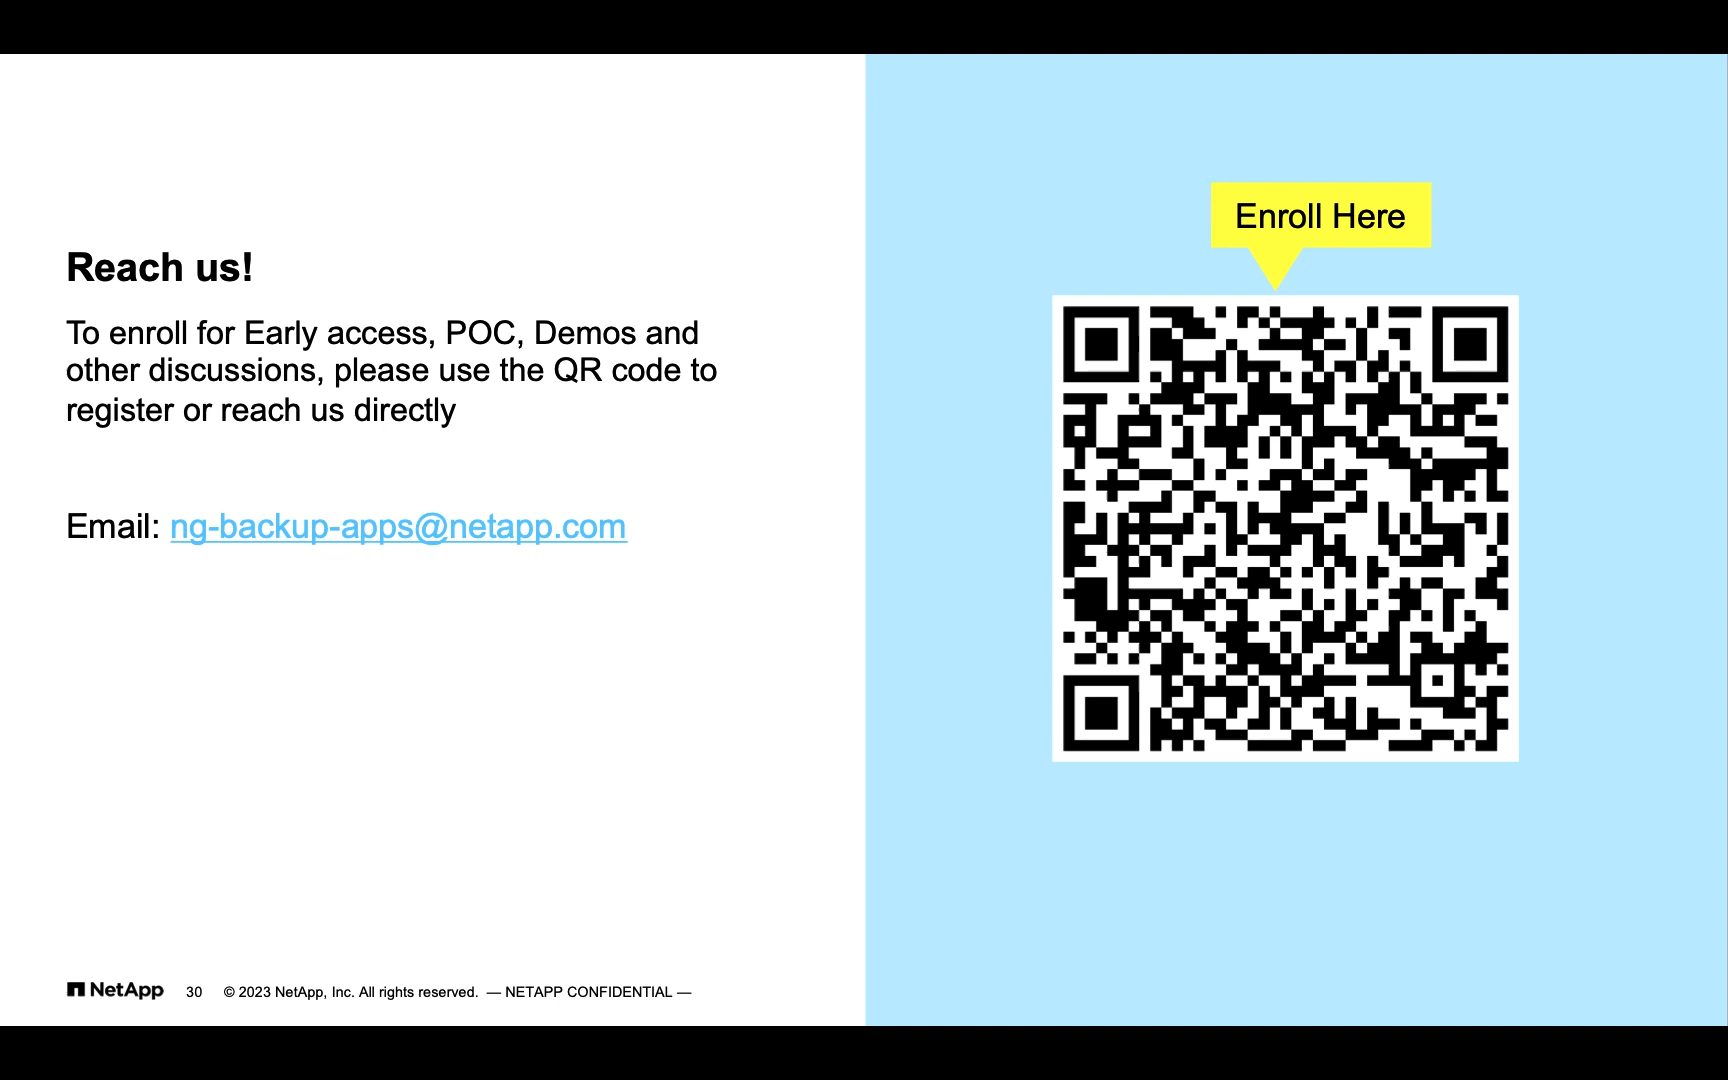 Reach us!
To enroll for Early access, POC, Demos and
other discussions, please use the QR code to
register or reach us directly
Email: ng-backup-apps@netapp.com
Enroll Here
NetApp 30 © 2023 NetApp, Inc. All rights reserved. — NETAPP CONFIDENTIAL —